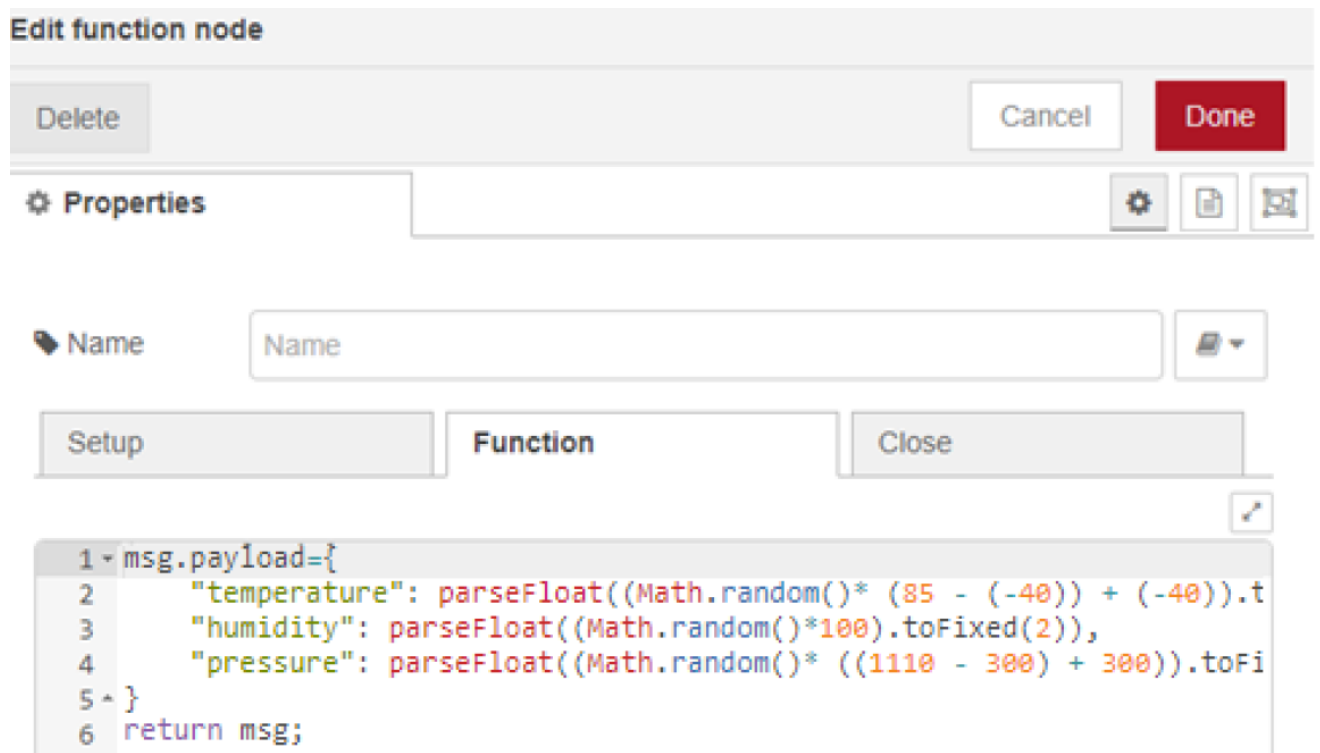 Edit function node
Delete Cancel Done
Properties
Name Name
Setup Function Close
1 msg.payload={
2 "temperature": parseFloat((Math.random()* (85 - (-40)) + (-40)).t
3 "humidity": parseFloat((Math.random()*100).toFixed(2)),
4 "pressure": parseFloat((Math.random()* ((1110 - 300) + 300)).toFi
5 }
6 return msg;